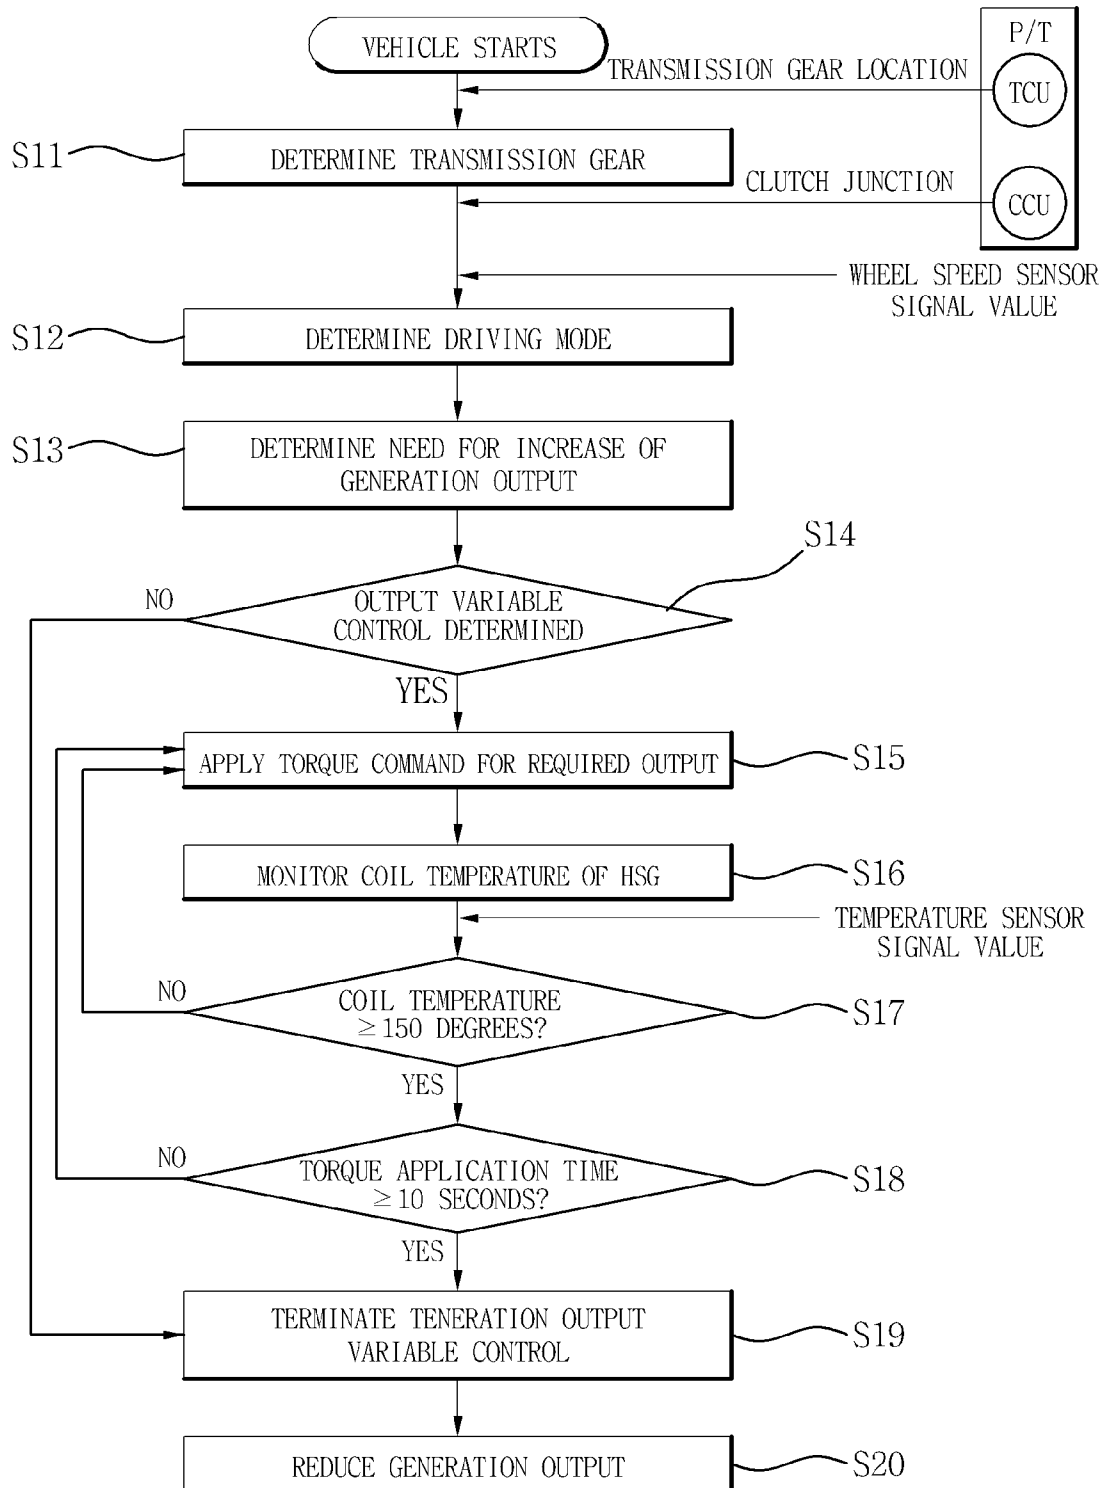 VEHICLE STARTS
P/T
TRANSMISSION GEAR LOCATION
TCU
S11
DETERMINE TRANSMISSION GEAR
CLUTCH JUNCTION
CCU
WHEEL SPEED SENSOR
SIGNAL VALUE
S12
DETERMINE DRIVING MODE
S13
DETERMINE NEED FOR INCREASE OF
GENERATION OUTPUT
S14
NO
OUTPUT VARIABLE
CONTROL DETERMINED
YES
APPLY TORQUE COMMAND FOR REQUIRED OUTPUT
S15
MONITOR COIL TEMPERATURE OF HSG
S16
TEMPERATURE SENSOR
SIGNAL VALUE
NO
COIL TEMPERATURE
≥150 DEGREES?
S17
YES
NO
TORQUE APPLICATION TIME
≥10 SECONDS?
S18
YES
TERMINATE TENERATION OUTPUT
VARIABLE CONTROL
S19
REDUCE GENERATION OUTPUT
S20